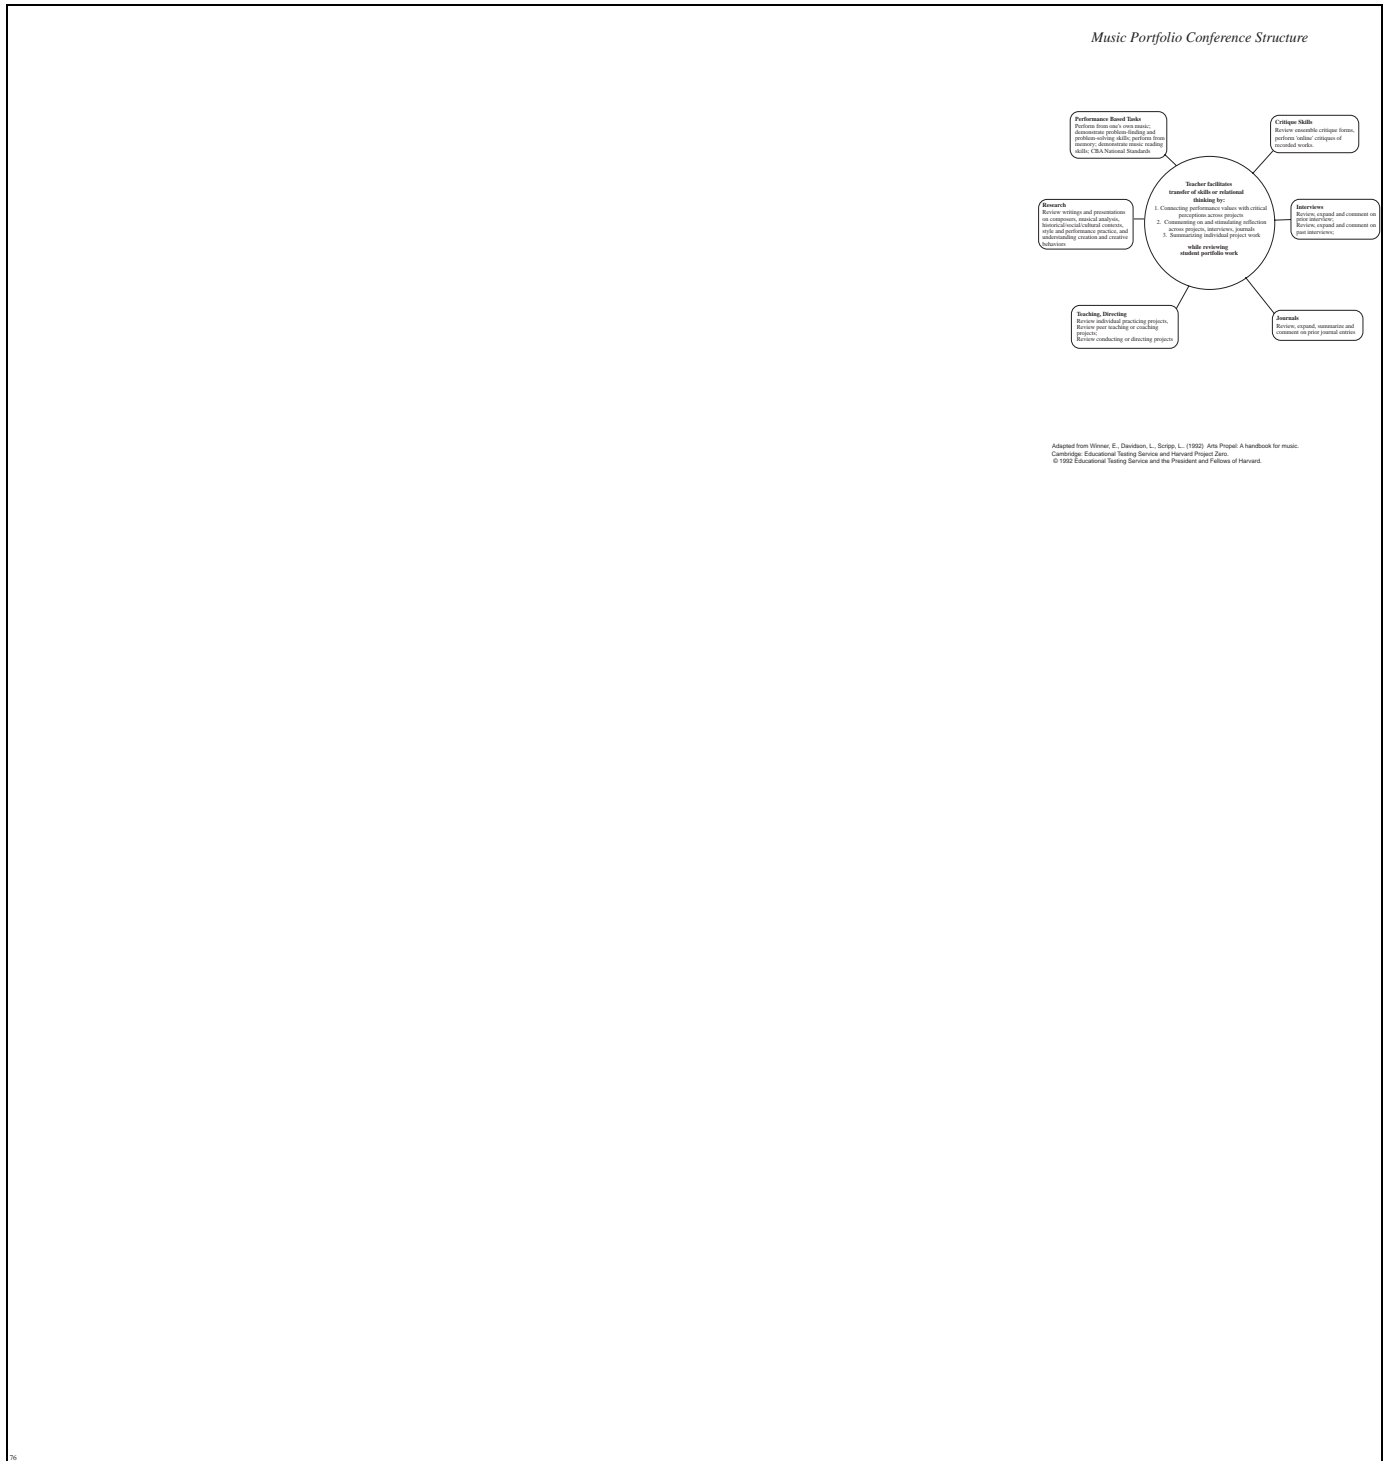 Music Portfolio Conference Structure
Performance Based Tasks
Perform from one's own music;
demonstrate problem-finding and
problem-solving skills; perform from
memory; demonstrate music reading
skills; CBA National Standards
Critique Skills
Review ensemble critique forms,
perform 'online' critiques of
recorded works.
Teacher facilitates
transfer of skills or relational
thinking by:
1. Connecting performance values with critical
perceptions across projects
2. Commenting on and stimulating reflection
across projects, interviews, journals
3. Summarizing individual project work
while reviewing
student portfolio work
Research
Review writings and presentations
on composers, musical analysis,
historical/social/cultural contexts,
style and performance practice, and
understanding creation and creative
behaviors
Interviews
Review, expand and comment on
prior interview;
Review, expand and comment on
past interviews;
Teaching, Directing
Review individual practicing projects,
Review peer teaching or coaching
projects;
Review conducting or directing projects
Journals
Review, expand, summarize and
comment on prior journal entries
Adapted from Winner, E., Davidson, L., Scripp, L.. (1992) Arts Propel: A handbook for music.
Cambridge: Educational Testing Service and Harvard Project Zero.
© 1992 Educational Testing Service and the President and Fellows of Harvard.
76